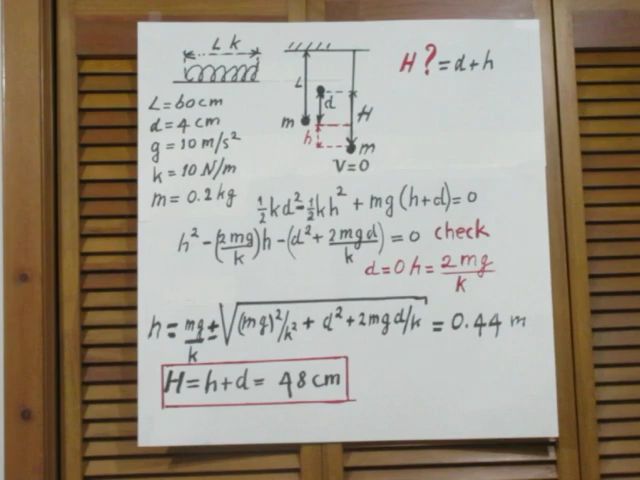 L k
H? = d + h
L
d
H
m
h
m
V = 0
L = 60 cm
d = 4 cm
g = 10 m/s²
k = 10 N/m
m = 0.2 kg
½kd² - ½kh² + mg(h+d) = 0
h² - (2mg/k)h - (d² + 2mgd/k) = 0 check
d = 0 h = 2mg/k
h = mg/k ± √((mg)²/k² + d² + 2mgd/k) = 0.44 m
H = h + d = 48 cm